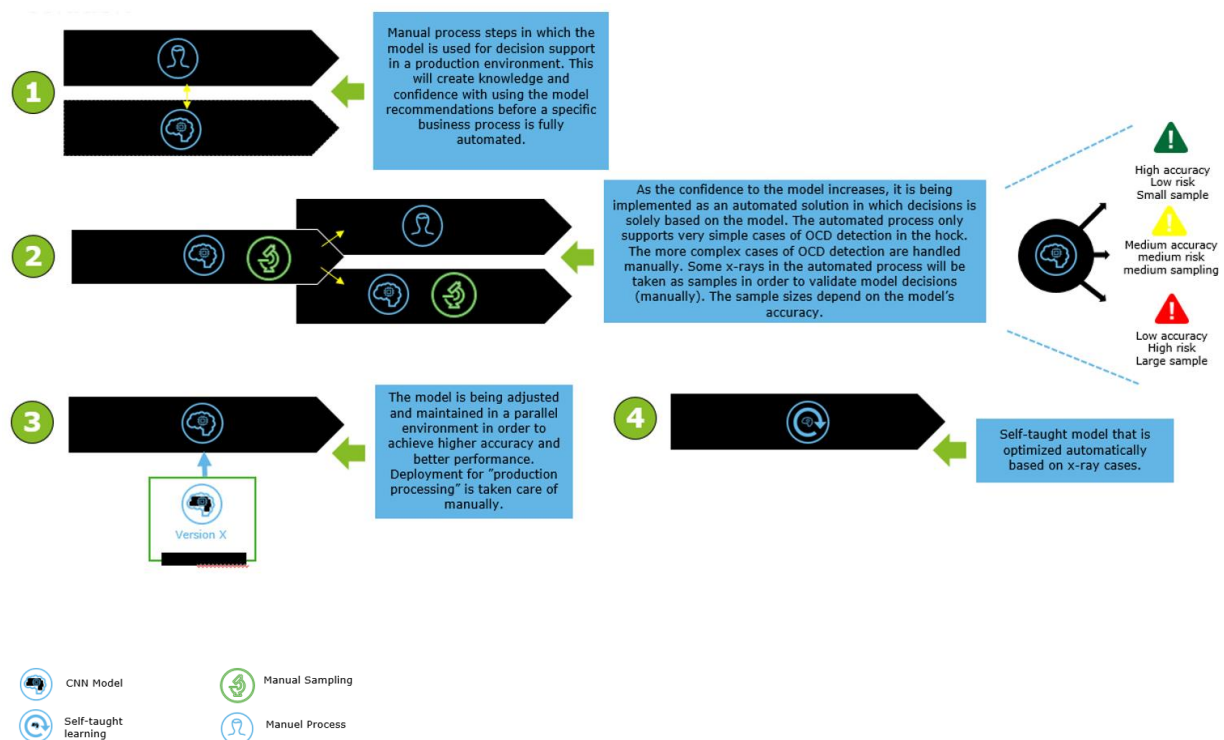 1
Manual process steps in which the
model is used for decision support
in a production environment. This
will create knowledge and
confidence with using the model
recommendations before a specific
business process is fully
automated.
2
As the confidence to the model increases, it is being
implemented as an automated solution in which decisions is
solely based on the model. The automated process only
supports very simple cases of OCD detection in the hock.
The more complex cases of OCD detection are handled
manually. Some x-rays in the automated process will be
taken as samples in order to validate model decisions
(manually). The sample sizes depend on the model's
accuracy.
High accuracy
Low risk
Small sample
Medium accuracy
medium risk
medium sampling
Low accuracy
High risk
Large sample
3
The model is being adjusted
and maintained in a parallel
environment in order to
achieve higher accuracy and
better performance.
Deployment for "production
processing" is taken care of
manually.
Version X
4
Self-taught model that is
optimized automatically
based on x-ray cases.
CNN Model
Manual Sampling
Self-taught
learning
Manuel Process